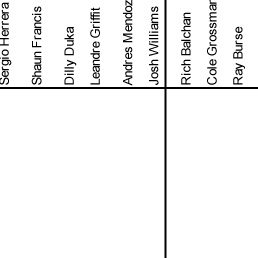 Sergio Herrera
Shaun Francis
Dilly Duka
Leandre Griffit
Andres Mendoz
Josh Williams
Rich Balchan
Cole Grossmar
Ray Burse